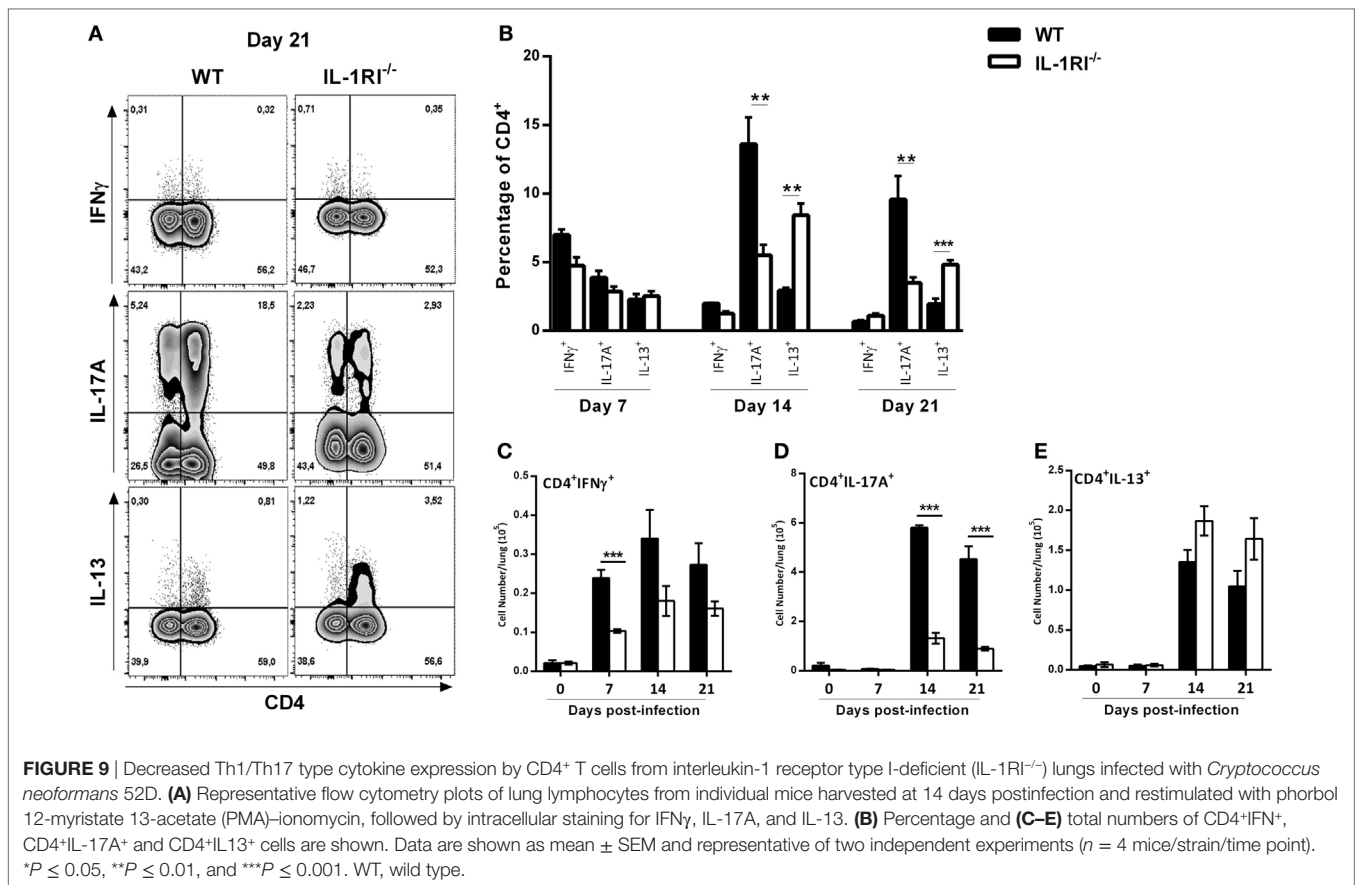 A
Day 21
WT
IL-1RI-/-
0,31
0,32
0,71
0,35
IFNγ
43,2
56,2
46,7
52,3
5,24
18,5
2,23
2,93
IL-17A
26,5
49,8
43,4
51,4
0,30
0,81
1,22
3,52
IL-13
39,9
59,0
38,6
56,6
CD4
B
WT
IL-1RI-/-
Percentage of CD4+
20
15
10
5
0
**
**
**
***
IFNγ+
IL-17A+
IL-13+
IFNγ+
IL-17A+
IL-13+
IFNγ+
IL-17A+
IL-13+
Day 7
Day 14
Day 21
C
CD4+IFNγ+
Cell Number/lung (10^5)
0.5
0.4
0.3
0.2
0.1
0.0
***
0
7
14
21
Days post-infection
D
CD4+IL-17A+
Cell Number/lung (10^5)
8
6
4
2
0
***
***
0
7
14
21
Days post-infection
E
CD4+IL-13+
Cell Number/lung (10^5)
2.5
2.0
1.5
1.0
0.5
0.0
0
7
14
21
Days post-infection
FIGURE 9 | Decreased Th1/Th17 type cytokine expression by CD4+ T cells from interleukin-1 receptor type I-deficient (IL-1RI−/−) lungs infected with Cryptococcus
neoformans 52D. (A) Representative flow cytometry plots of lung lymphocytes from individual mice harvested at 14 days postinfection and restimulated with phorbol
12-myristate 13-acetate (PMA)–ionomycin, followed by intracellular staining for IFNγ, IL-17A, and IL-13. (B) Percentage and (C–E) total numbers of CD4+IFN+,
CD4+IL-17A+ and CD4+IL13+ cells are shown. Data are shown as mean ± SEM and representative of two independent experiments (n = 4 mice/strain/time point).
*P ≤ 0.05, **P ≤ 0.01, and ***P ≤ 0.001. WT, wild type.